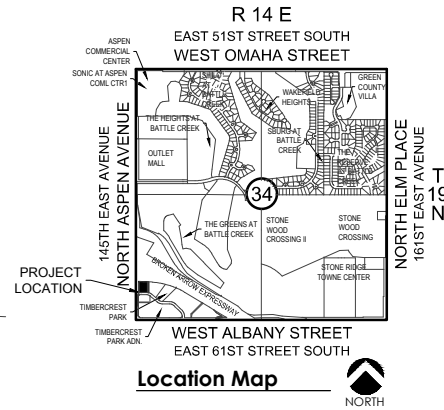 R 14 E
EAST 51ST STREET SOUTH
WEST OMAHA STREET
ASPEN
COMMERCIAL
CENTER
SONIC AT ASPEN
COML CTR1
GREEN
COUNTY
VILLA
WAKEFIELD
HEIGHTS
BATTLE
CREEK
THE HEIGHTS AT
BATTLE CREEK
SBURG AT
BATTLE
CREEK
THE
OUTLET
MALL
145TH EAST AVENUE
NORTH ASPEN AVENUE
34
NORTH ELM PLACE
161ST EAST AVENUE
T
19
N
THE GREENS AT
BATTLE CREEK
STONE
WOOD
CROSSING II
STONE
WOOD
CROSSING
BROKEN ARROW EXPRESSWAY
STONE RIDGE
TOWNE CENTER
PROJECT
LOCATION
TIMBERCREST
PARK
TIMBERCREST
PARK ADN.
WEST ALBANY STREET
EAST 61ST STREET SOUTH
Location Map
NORTH